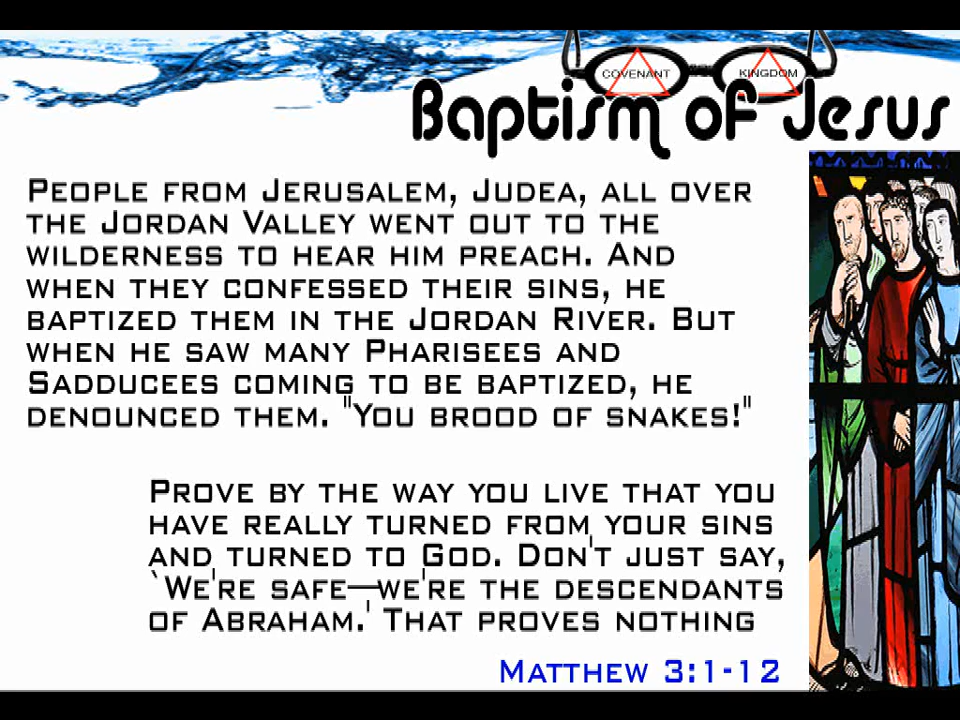 COVENANT KINGDOM
Baptism of Jesus
People from Jerusalem, Judea, all over
the Jordan Valley went out to the
wilderness to hear him preach. And
when they confessed their sins, he
baptized them in the Jordan River. But
when he saw many Pharisees and
Sadducees coming to be baptized, he
denounced them. "You brood of snakes!"
Prove by the way you live that you
have really turned from your sins
and turned to God. Don't just say,
`We're safe—we're the descendants
of Abraham.' That proves nothing
Matthew 3:1-12